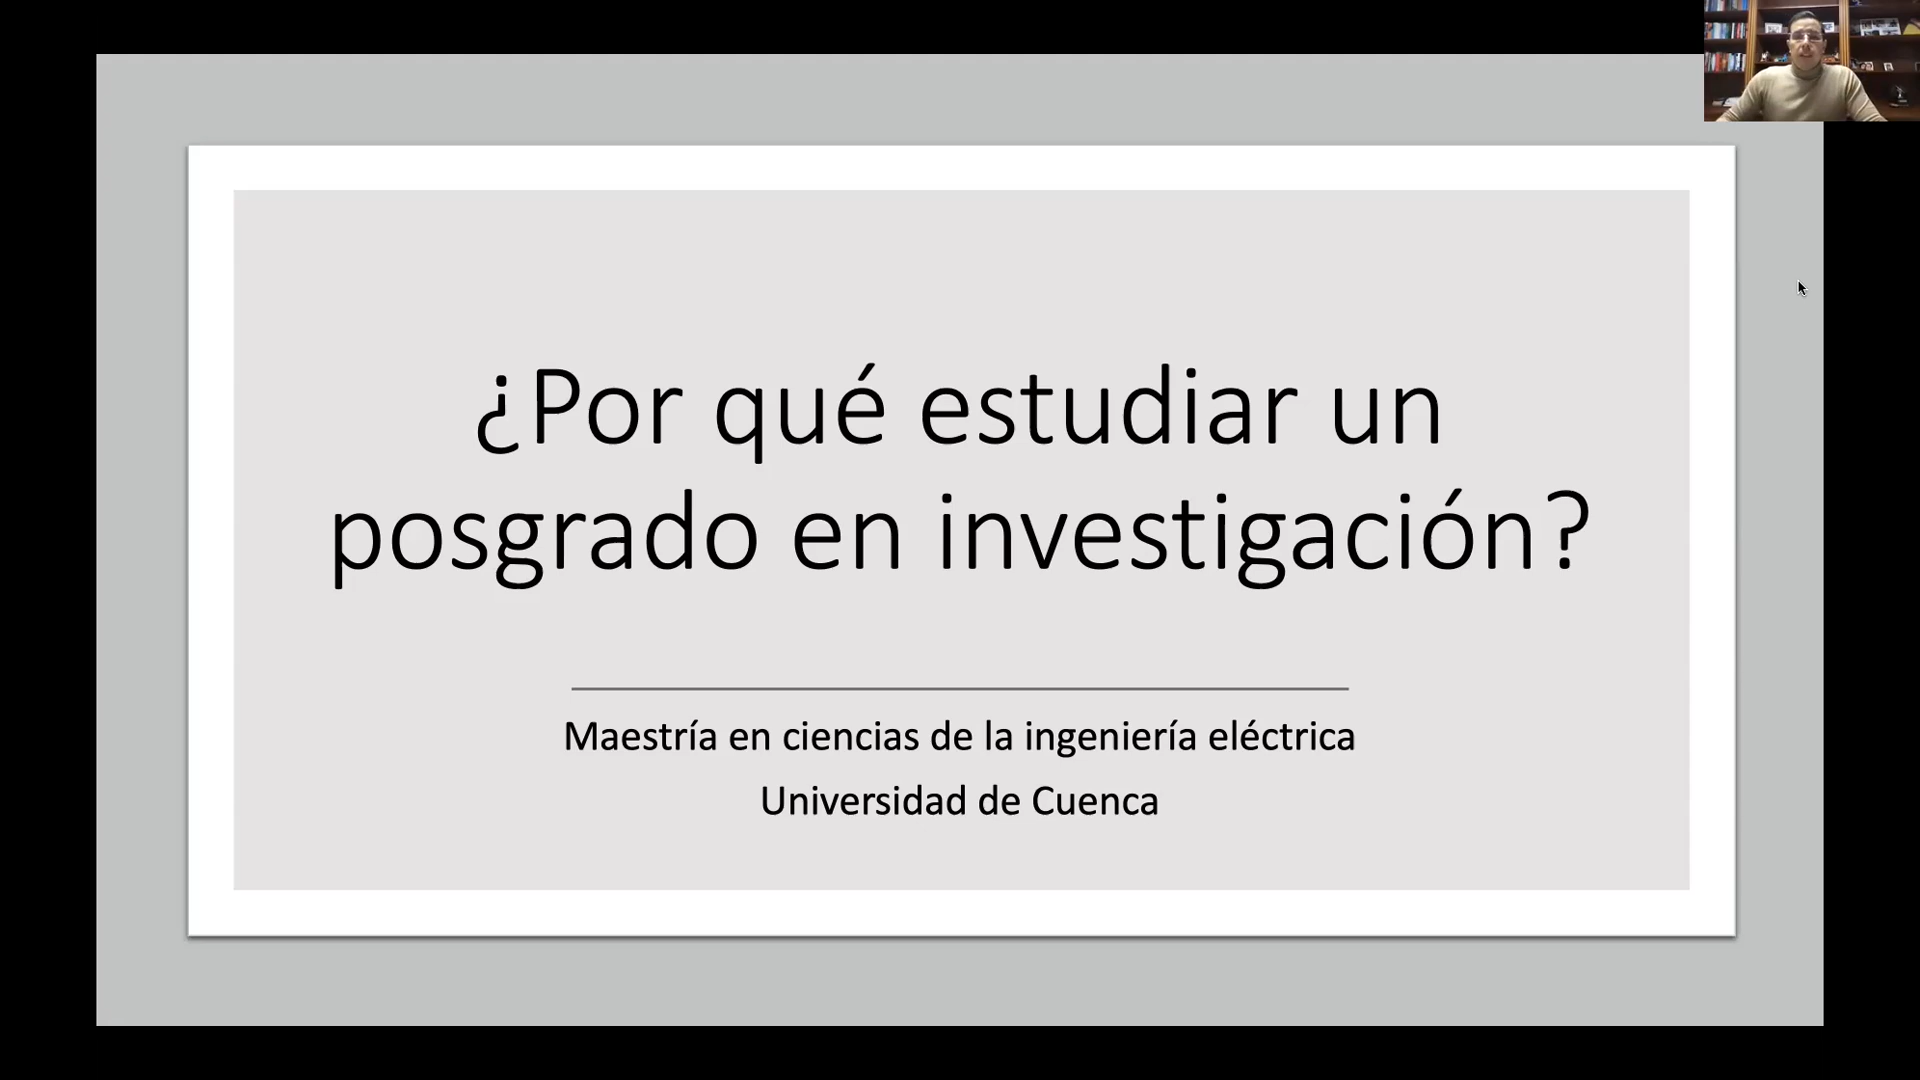 ¿Por qué estudiar un
posgrado en investigación?
Maestría en ciencias de la ingeniería eléctrica
Universidad de Cuenca